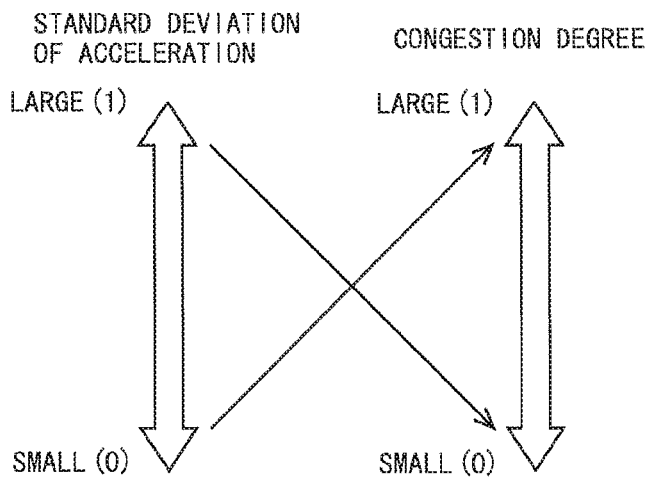 STANDARD DEVIATION
OF ACCELERATION
CONGESTION DEGREE
LARGE (1)
LARGE (1)
SMALL (0)
SMALL (0)